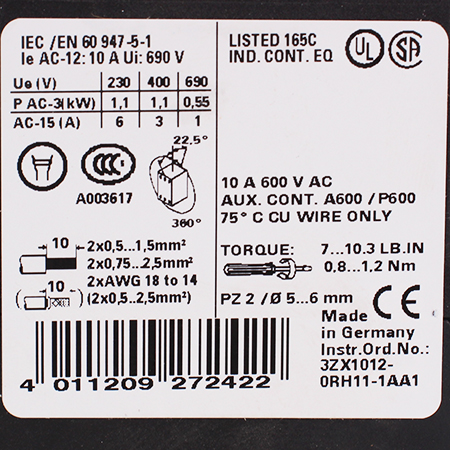 IEC /EN 60 947-5-1
Ie AC-12: 10 A Ui: 690 V
Ue (V) 230 400 690
P AC-3(kW) 1,1 1,1 0,55
AC-15 (A) 6 3 1
22.5°
A003617
360°
10 2x0,5...1,5mm²
2x0,75...2,5mm²
10 2xAWG 18 to 14
(2x0,5...2,5mm²)
4 011209 272422
LISTED 165C
IND. CONT. EQ
UL SA
10 A 600 V AC
AUX. CONT. A600 /P600
75° C CU WIRE ONLY
TORQUE: 7...10.3 LB.IN
0,8...1,2 Nm
PZ 2 /Ø 5...6 mm
Made CE
in Germany
Instr.Ord.No.:
3ZX1012-
0RH11-1AA1